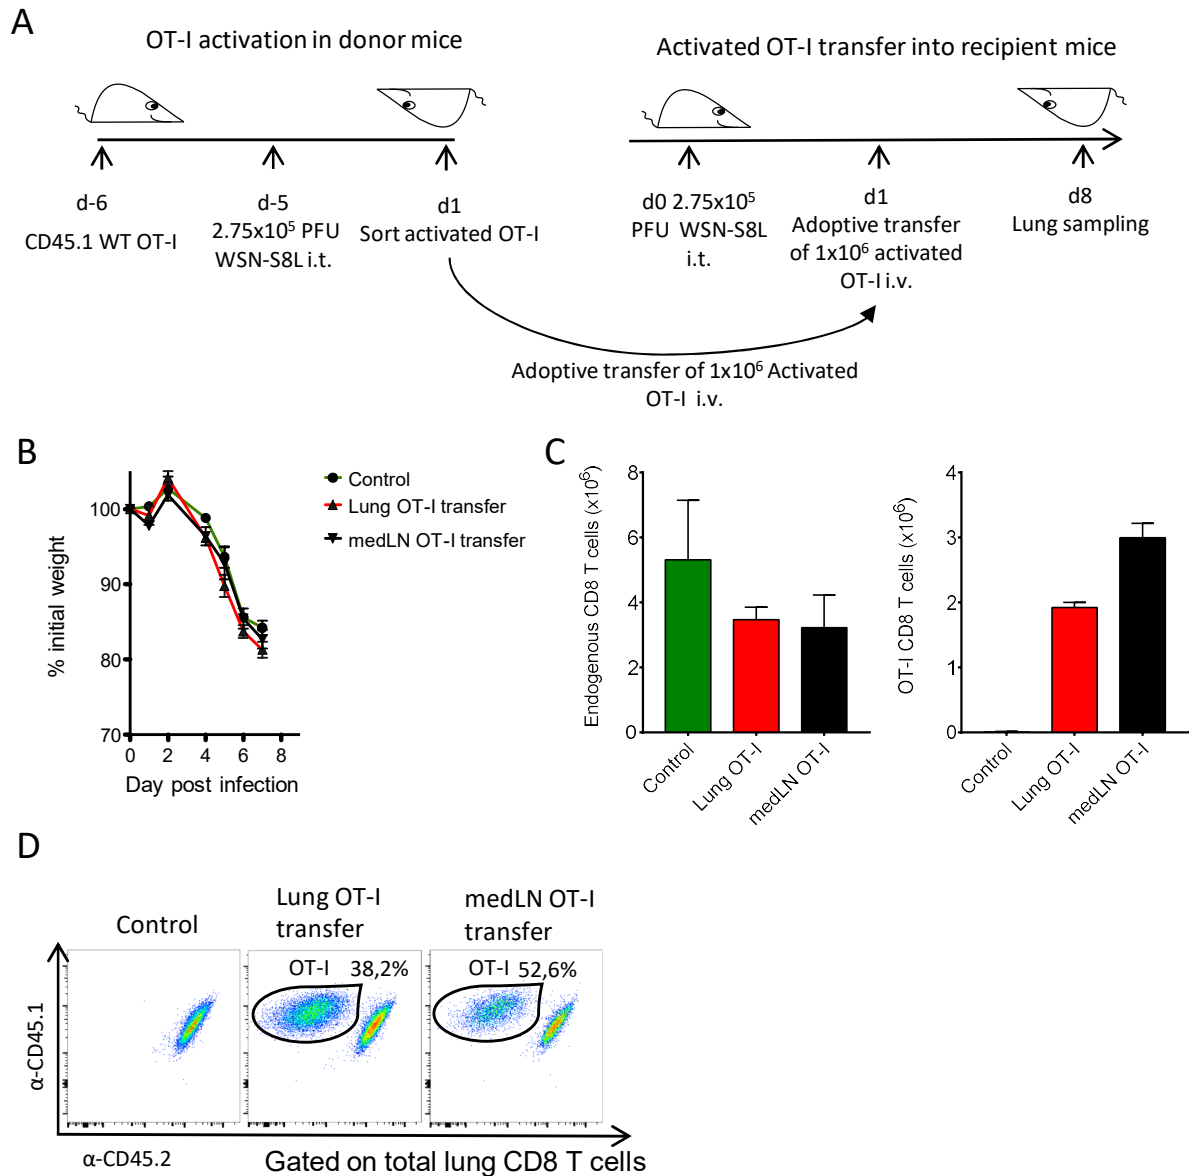 A
OT-I activation in donor mice
Activated OT-I transfer into recipient mice
d-6
CD45.1 WT OT-I
d-5
2.75x10⁵ PFU
WSN-S8L i.t.
d1
Sort activated OT-I
d0 2.75x10⁵
PFU WSN-S8L
i.t.
d1
Adoptive transfer
of 1x10⁶ activated
OT-I i.v.
d8
Lung sampling
Adoptive transfer of 1x10⁶ Activated
OT-I i.v.
B
% initial weight
100
90
80
70
0 2 4 6 8
Day post infection
Control
Lung OT-I transfer
medLN OT-I transfer
C
Endogenous CD8 T cells (x10⁶)
8
6
4
2
0
Control
Lung OT-I
medLN OT-I
OT-I CD8 T cells (x10⁶)
4
3
2
1
0
Control
Lung OT-I
medLN OT-I
D
Control
Lung OT-I
transfer
medLN OT-I
transfer
OT-I 38,2%
OT-I 52,6%
α-CD45.1
α-CD45.2
Gated on total lung CD8 T cells